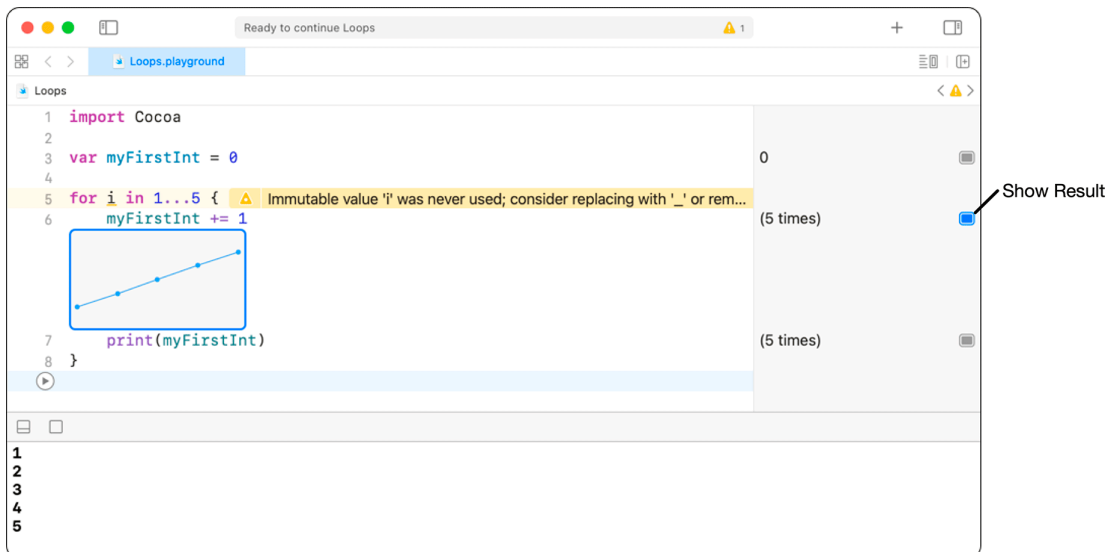 Ready to continue Loops 1
Loops.playground
Loops
1 import Cocoa
2
3 var myFirstInt = 0 0
4
5 for i in 1...5 { Immutable value 'i' was never used; consider replacing with '_' or rem...
Show Result
6 myFirstInt += 1 (5 times)
7 print(myFirstInt) (5 times)
8 }
1
2
3
4
5